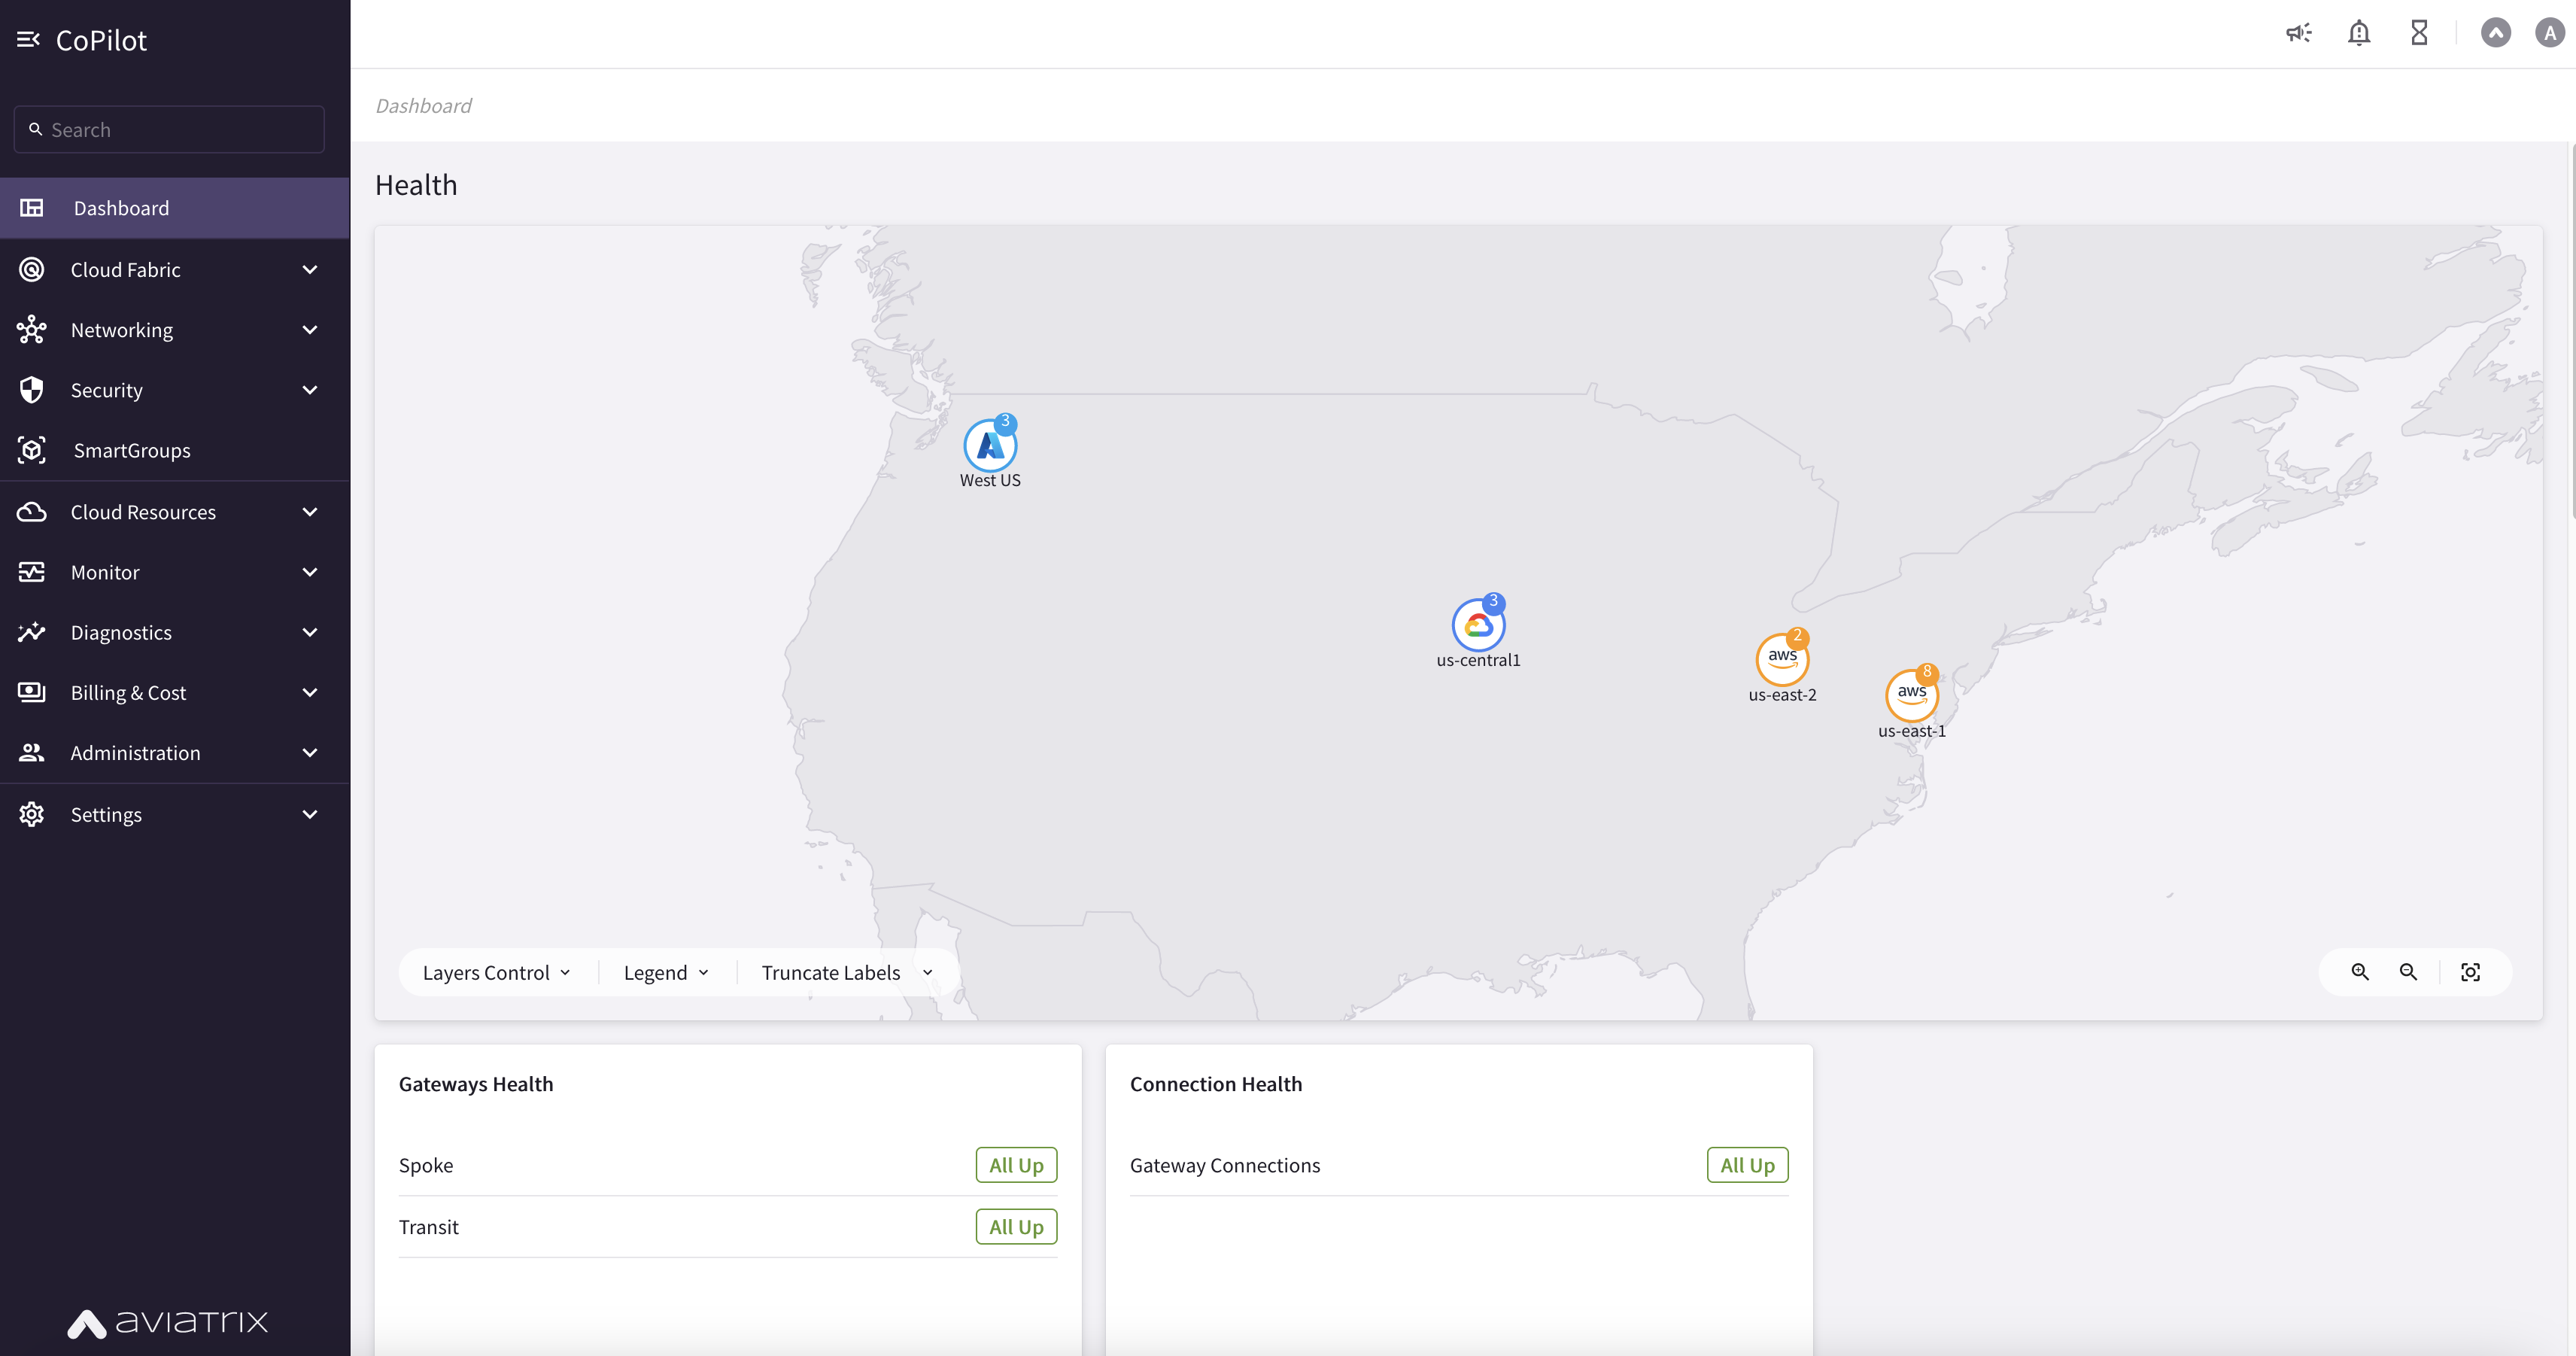 CoPilot
Search
Dashboard
Cloud Fabric
Networking
Security
SmartGroups
Cloud Resources
Monitor
Diagnostics
Billing & Cost
Administration
Settings
aviatrix
A
Dashboard
Health
3
West US
3
us-central1
2
aws
us-east-2
8
aws
us-east-1
Layers Control
Legend
Truncate Labels
Gateways Health
Spoke
All Up
Transit
All Up
Connection Health
Gateway Connections
All Up